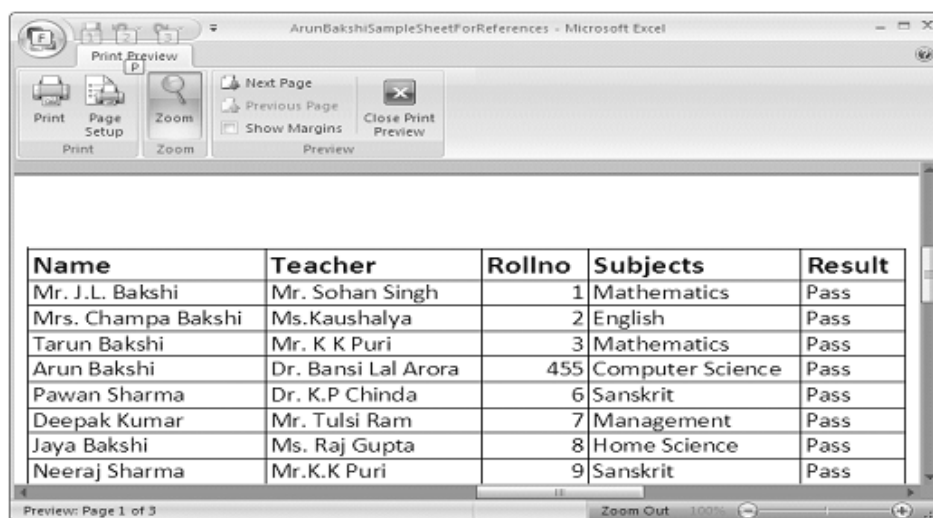 ArunBakshiSampleSheetForReferences - Microsoft Excel
F 1 2 3
Print Preview
P
Print
Page Setup
Zoom
Next Page
Previous Page
Show Margins
Close Print Preview
Print Zoom Preview
Name Teacher Rollno Subjects Result
Mr. J.L. Bakshi Mr. Sohan Singh 1 Mathematics Pass
Mrs. Champa Bakshi Ms.Kaushalya 2 English Pass
Tarun Bakshi Mr. K K Puri 3 Mathematics Pass
Arun Bakshi Dr. Bansi Lal Arora 455 Computer Science Pass
Pawan Sharma Dr. K.P Chinda 6 Sanskrit Pass
Deepak Kumar Mr. Tulsi Ram 7 Management Pass
Jaya Bakshi Ms. Raj Gupta 8 Home Science Pass
Neeraj Sharma Mr.K.K Puri 9 Sanskrit Pass
Preview: Page 1 of 3 Zoom Out 100%